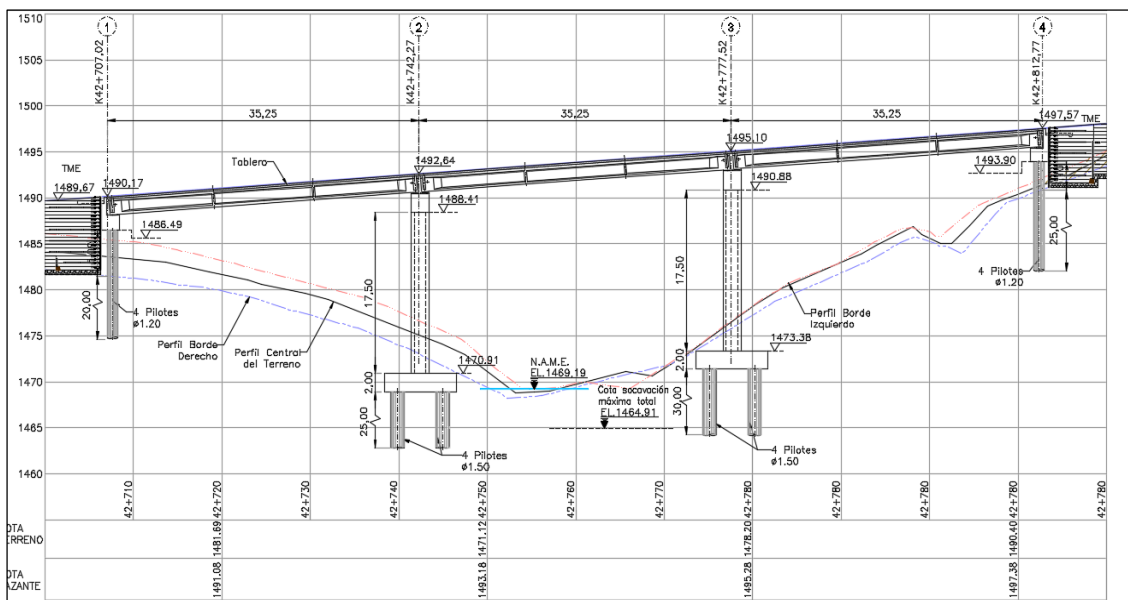 1510
1505
1500
1495
1490
1485
1480
1475
1470
1465
1460
1
2
3
4
K42+707,02
K42+742,27
K42+777,52
K42+812,77
35,25
35,25
35,25
TME
1489,67
1490,17
Tablero
1492,64
1495,10
1497,57
TME
1486.49
1488.41
1490.88
1493.90
20,00
4 Pilotes
ø1.20
Perfil Borde
Derecho
Perfil Central
del Terreno
17,50
2,00
25,00
1470.91
4 Pilotes
ø1.50
N.A.M.E.
EL.1469.19
Cota socavación
máxima total
EL.1464.91
17,50
2,00
30,00
1473.38
4 Pilotes
ø1.50
Perfil Borde
Izquierdo
25,00
4 Pilotes
ø1.20
42+710
42+720
42+730
42+740
42+750
42+760
42+770
42+780
42+780
42+780
42+780
42+780
OTA
ERRENO
1481.69
1471.12
1478.20
1490.40
OTA
AZANTE
1491.08
1493.18
1495.28
1497.38